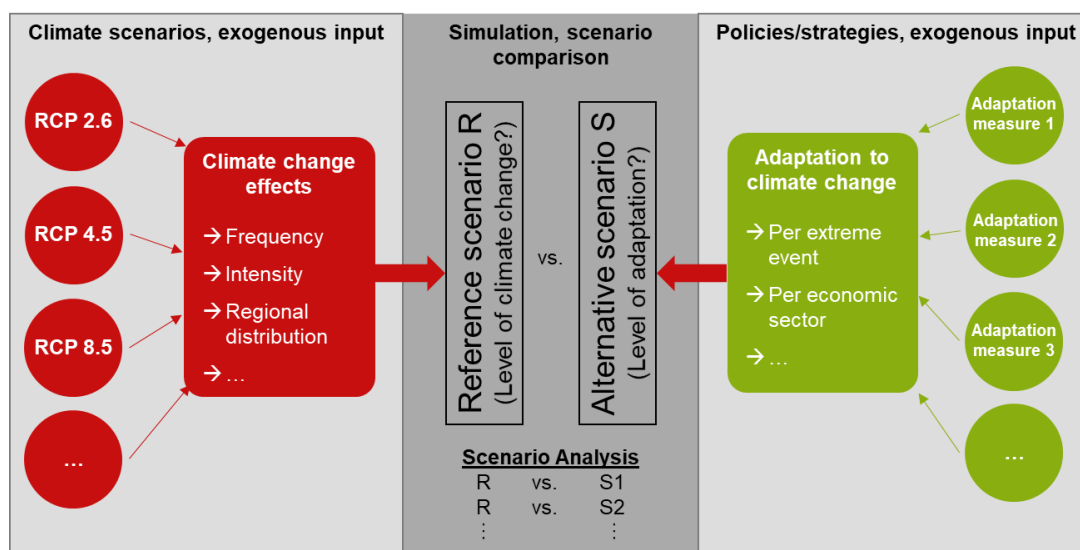 Climate scenarios, exogenous input
RCP 2.6
RCP 4.5
RCP 8.5
...
Climate change
effects
→ Frequency
→ Intensity
→ Regional
distribution
→ ...
Simulation, scenario
comparison
Reference scenario R
(Level of climate change?)
vs.
Alternative scenario S
(Level of adaptation?)
Scenario Analysis
R vs. S1
R vs. S2
⋮ ⋮
Policies/strategies, exogenous input
Adaptation to
climate change
→ Per extreme
event
→ Per economic
sector
→ ...
Adaptation
measure 1
Adaptation
measure 2
Adaptation
measure 3
...